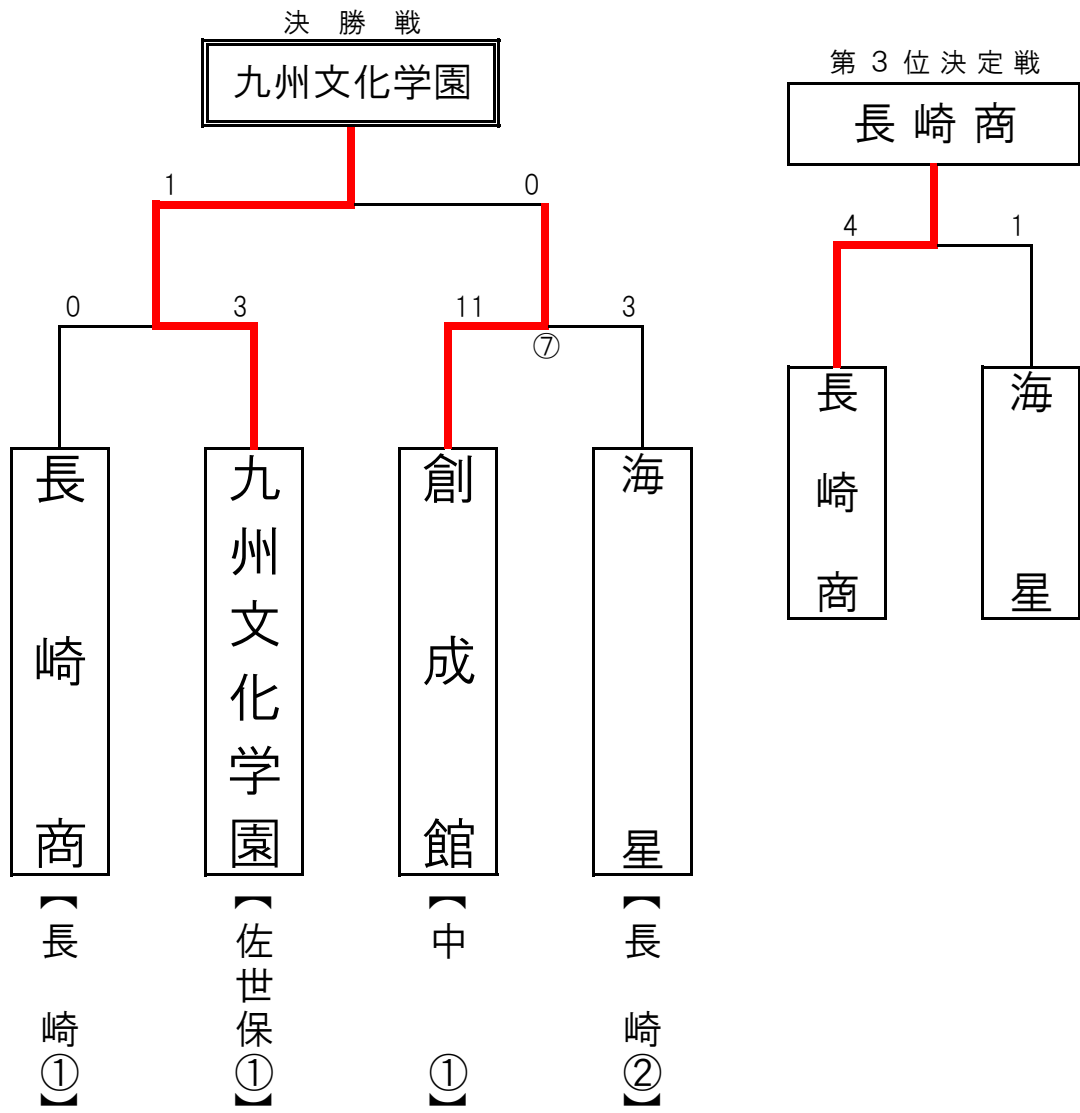 決勝戦
九州文化学園
1 0
0 3 11 3
⑦
長崎商
九州文化学園
創成館
海星
【長崎①】
【佐世保①】
【中①】
【長崎②】
第3位決定戦
長崎商
4 1
長崎商
海星